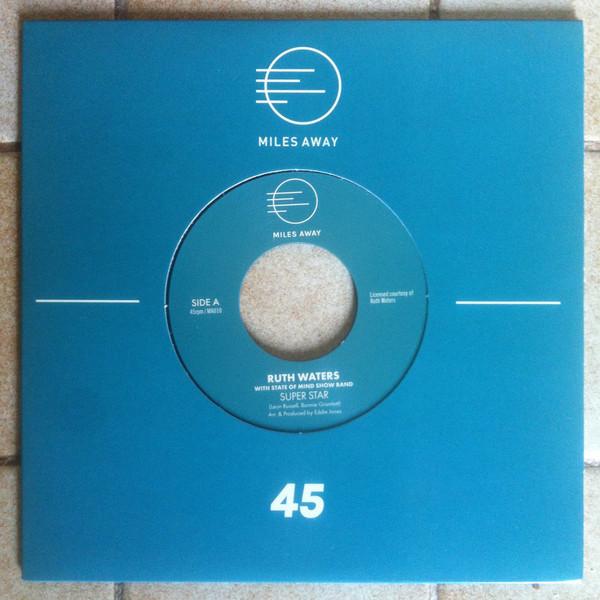 MILES AWAY
MILES AWAY
SIDE A
45rpm / MA010
Licensed courtesy of
Ruth Waters
RUTH WATERS
WITH STATE OF MIND SHOW BAND
SUPER STAR
(Leon Russell, Bonnie Gramlett)
Arr. & Produced by Eddie Jones
45